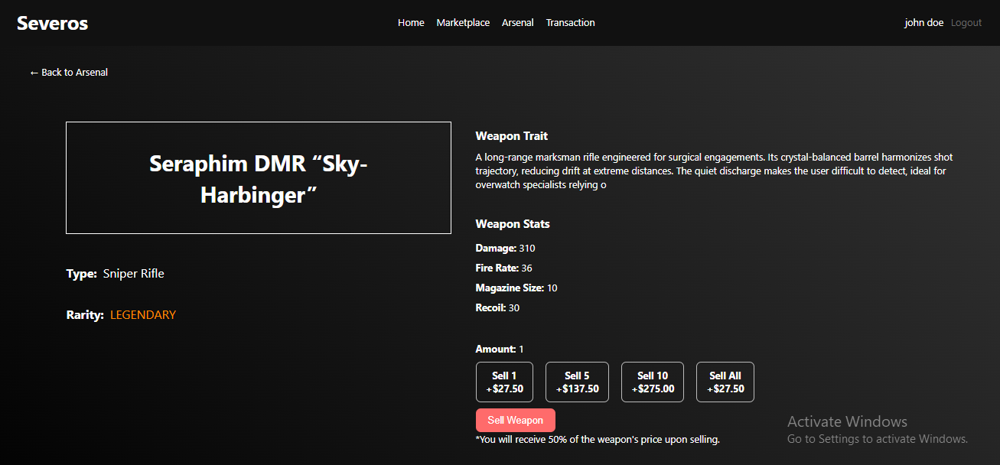 Severos
Home Marketplace Arsenal Transaction
john doe Logout
← Back to Arsenal
Seraphim DMR “Sky-
Harbinger”
Type: Sniper Rifle
Rarity: LEGENDARY
Weapon Trait
A long-range marksman rifle engineered for surgical engagements. Its crystal-balanced barrel harmonizes shot
trajectory, reducing drift at extreme distances. The quiet discharge makes the user difficult to detect, ideal for
overwatch specialists relying o
Weapon Stats
Damage: 310
Fire Rate: 36
Magazine Size: 10
Recoil: 30
Amount: 1
Sell 1
+$27.50
Sell 5
+$137.50
Sell 10
+$275.00
Sell All
+$27.50
Sell Weapon
*You will receive 50% of the weapon's price upon selling.
Activate Windows
Go to Settings to activate Windows.